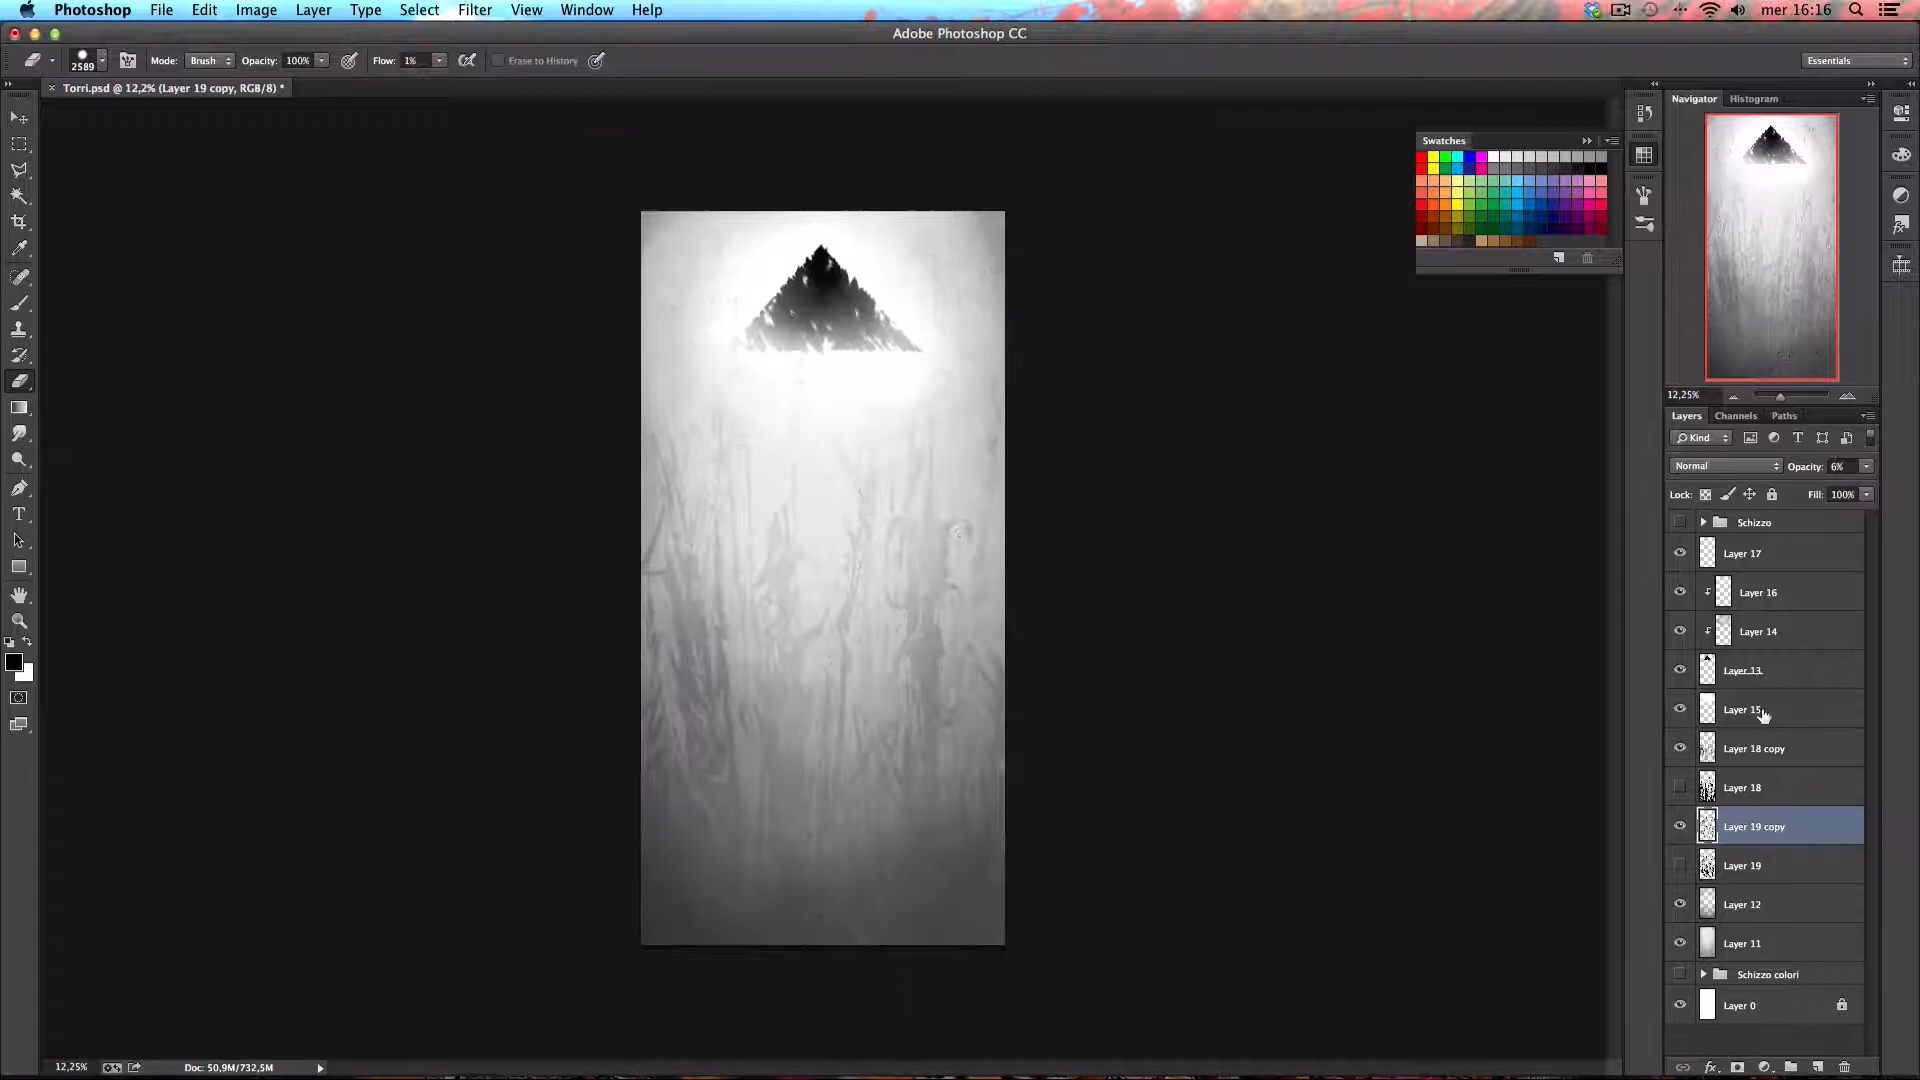 Photoshop File Edit Image Layer Type Select Filter View Window Help mer 16:16
Adobe Photoshop CC
2589 Mode: Brush Opacity: 100% Flow: 1% Erase to History Essentials
Torri.psd @ 12,2% (Layer 19 copy, RGB/8) *
Navigator Histogram
Swatches
12,25%
Layers Channels Paths
Kind
Normal Opacity: 6%
Lock: Fill: 100%
Schizzo
Layer 17
Layer 16
Layer 14
Layer 13
Layer 15
Layer 18 copy
Layer 18
Layer 19 copy
Layer 19
Layer 12
Layer 11
Schizzo colori
Layer 0
12,25% Doc: 50,9M/732,5M